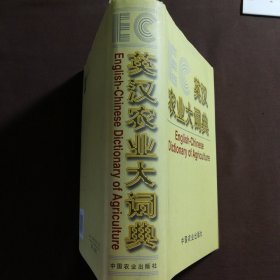 EC
English-Chinese Dictionary of Agriculture
英汉农业大词典
中国农业出版社
EC
英汉
农业大词典
English-Chinese
Dictionary of Agriculture
中国农业出版社